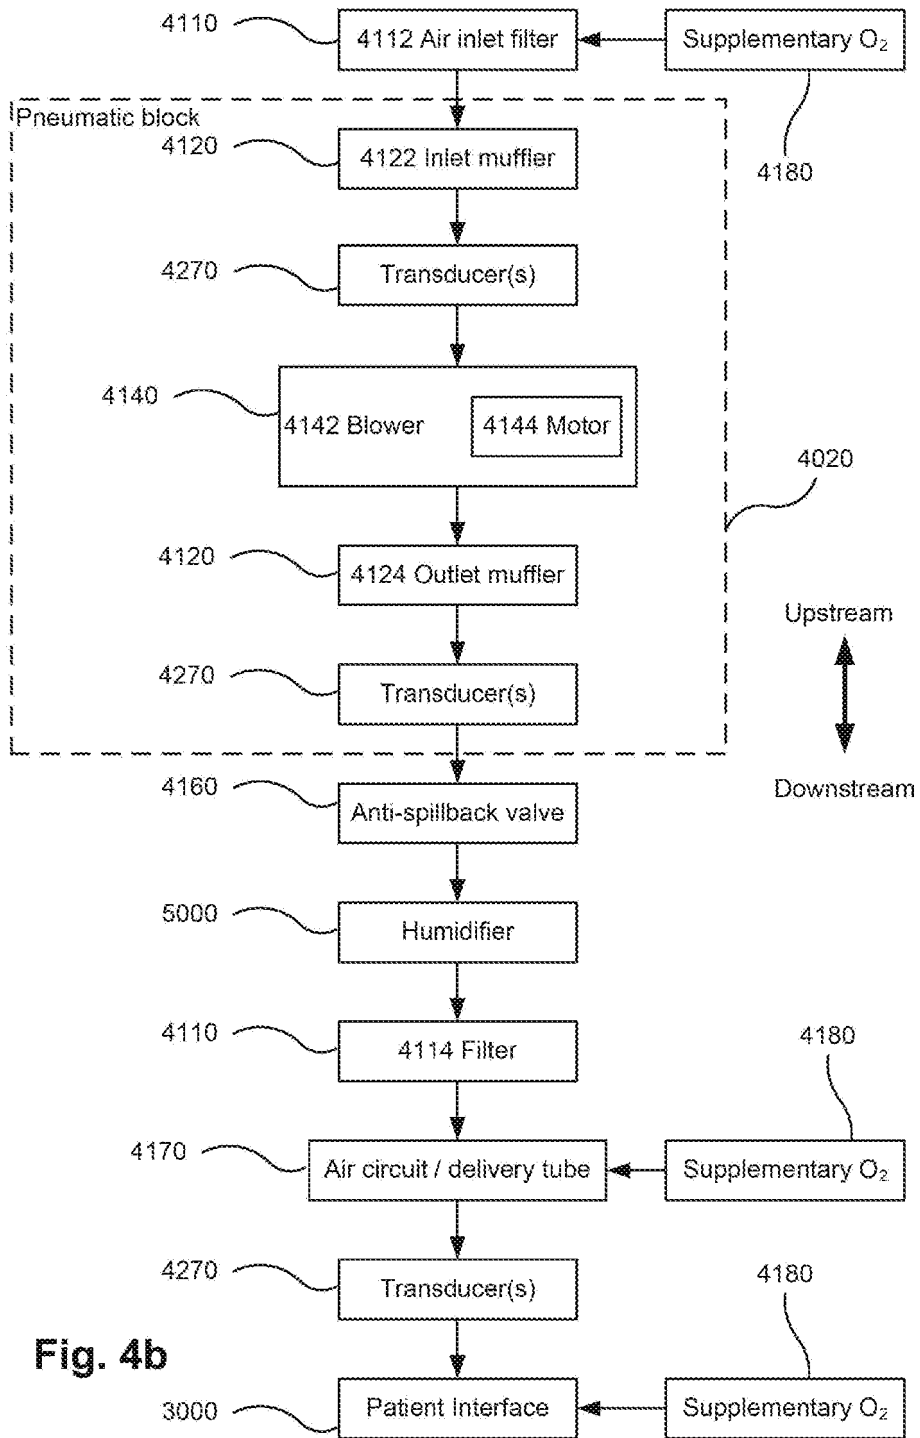 4110
4112 Air inlet filter
Supplementary O₂
Pneumatic block
4120
4122 Inlet muffler
4180
4270
Transducer(s)
4140
4142 Blower
4144 Motor
4020
4120
4124 Outlet muffler
Upstream
4270
Transducer(s)
Downstream
4160
Anti-spillback valve
5000
Humidifier
4110
4114 Filter
4180
4170
Air circuit / delivery tube
Supplementary O₂
4270
Transducer(s)
4180
Fig. 4b
3000
Patient Interface
Supplementary O₂